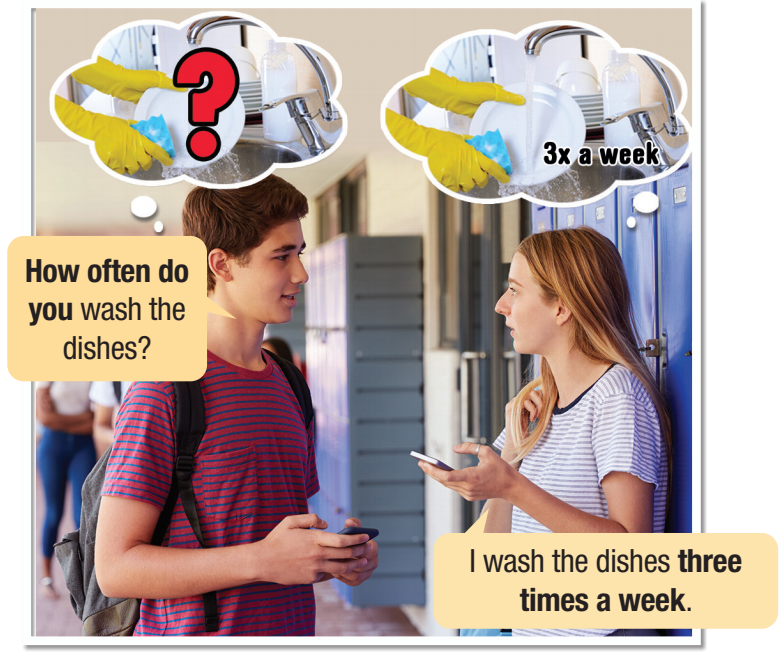 ?
3x a week
How often do
you wash the
dishes?
I wash the dishes three
times a week.